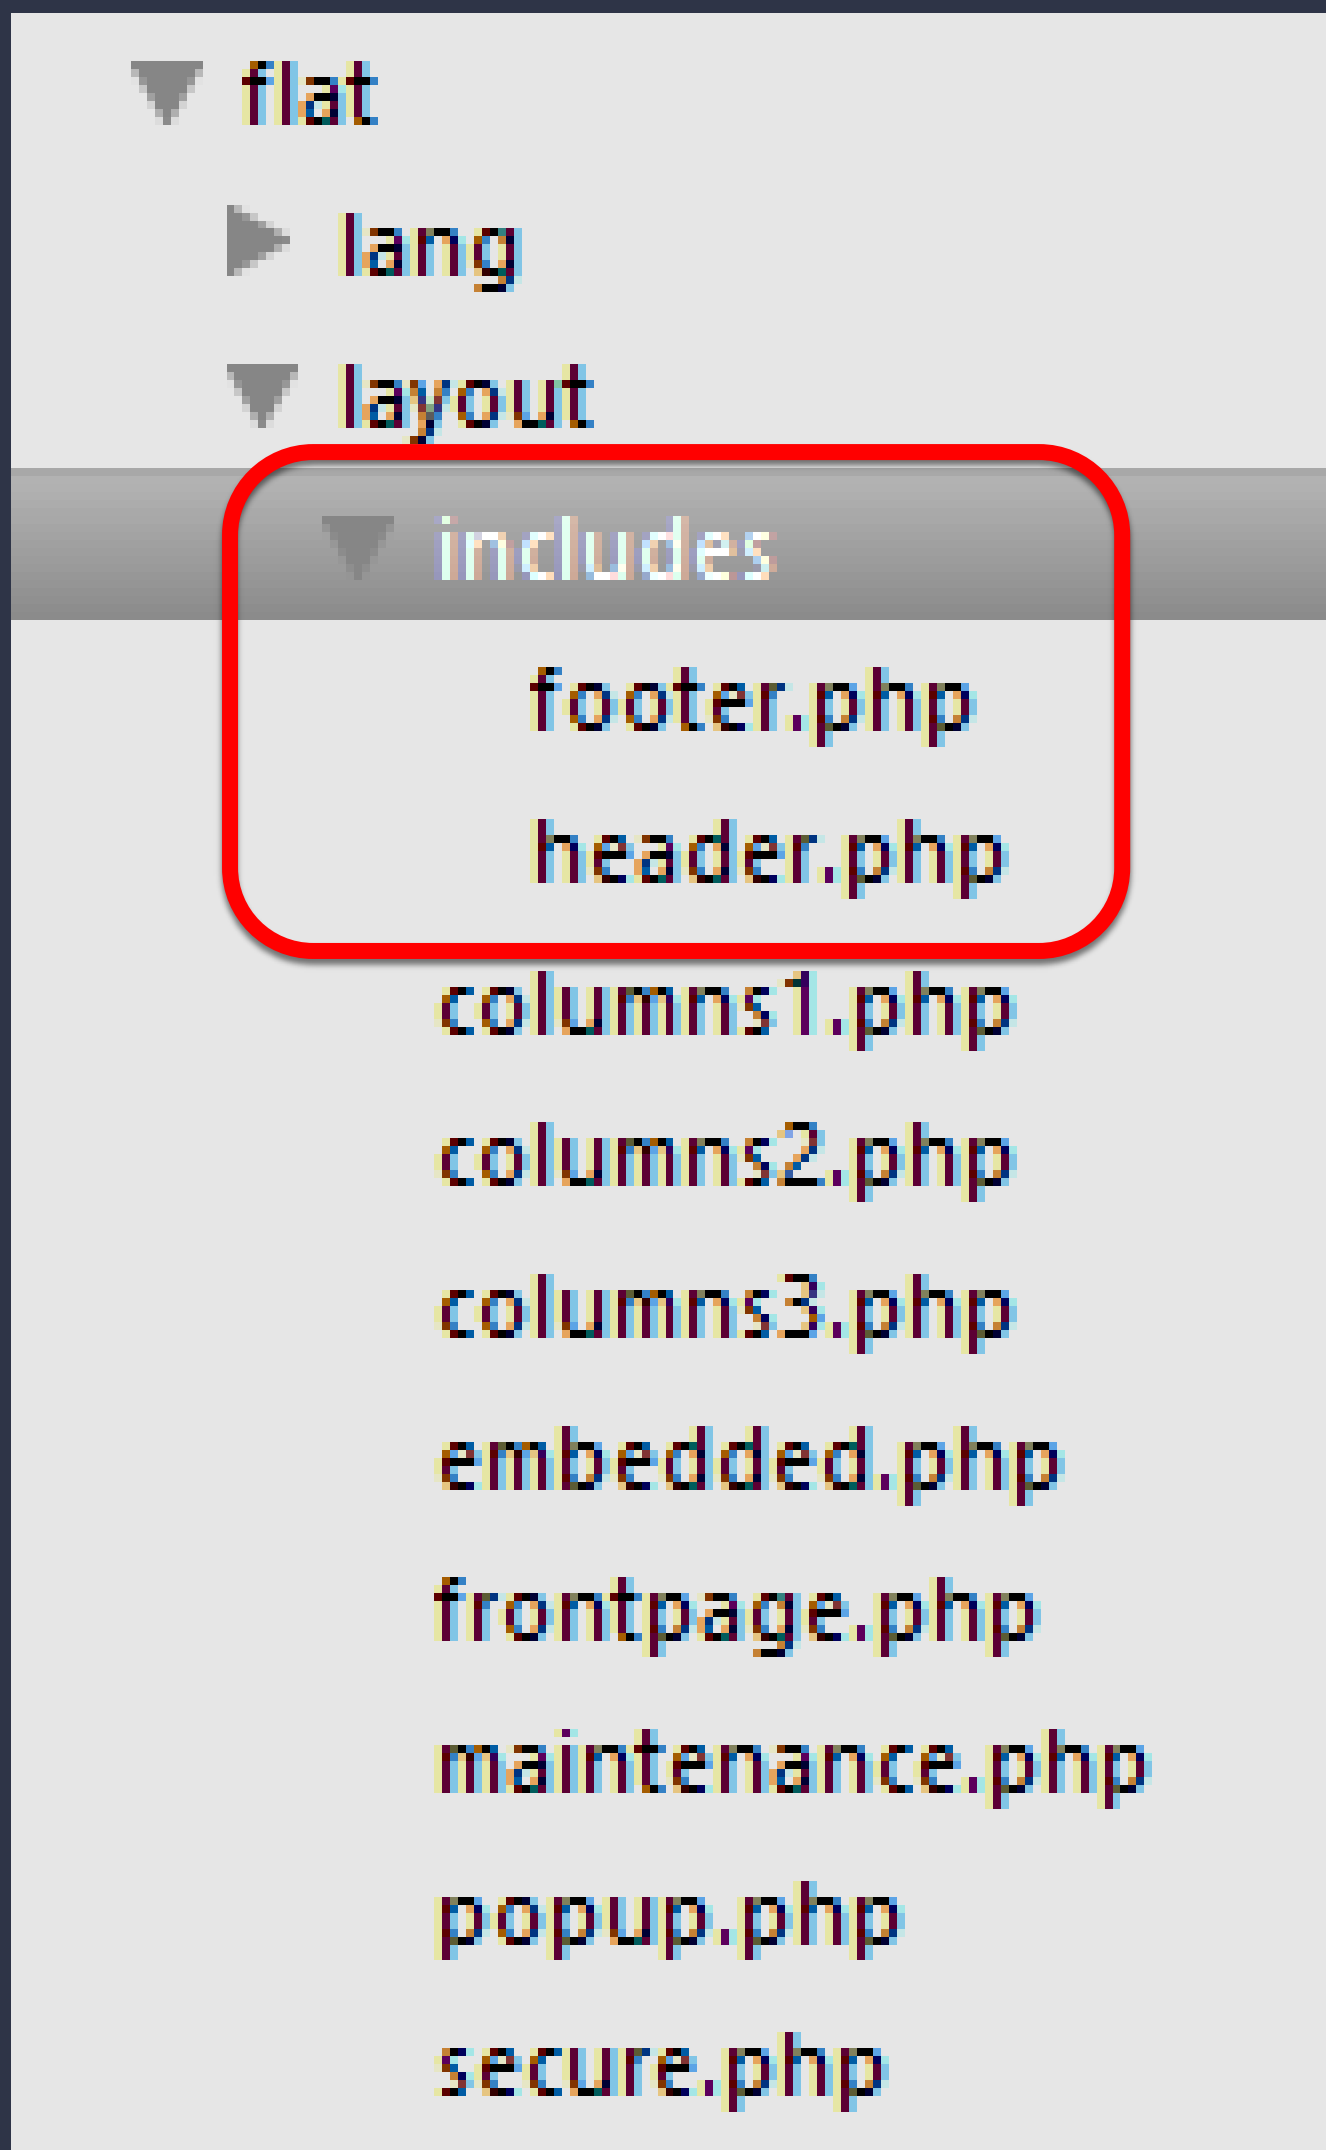 flat
lang
layout
includes
footer.php
header.php
columns1.php
columns2.php
columns3.php
embedded.php
frontpage.php
maintenance.php
popup.php
secure.php